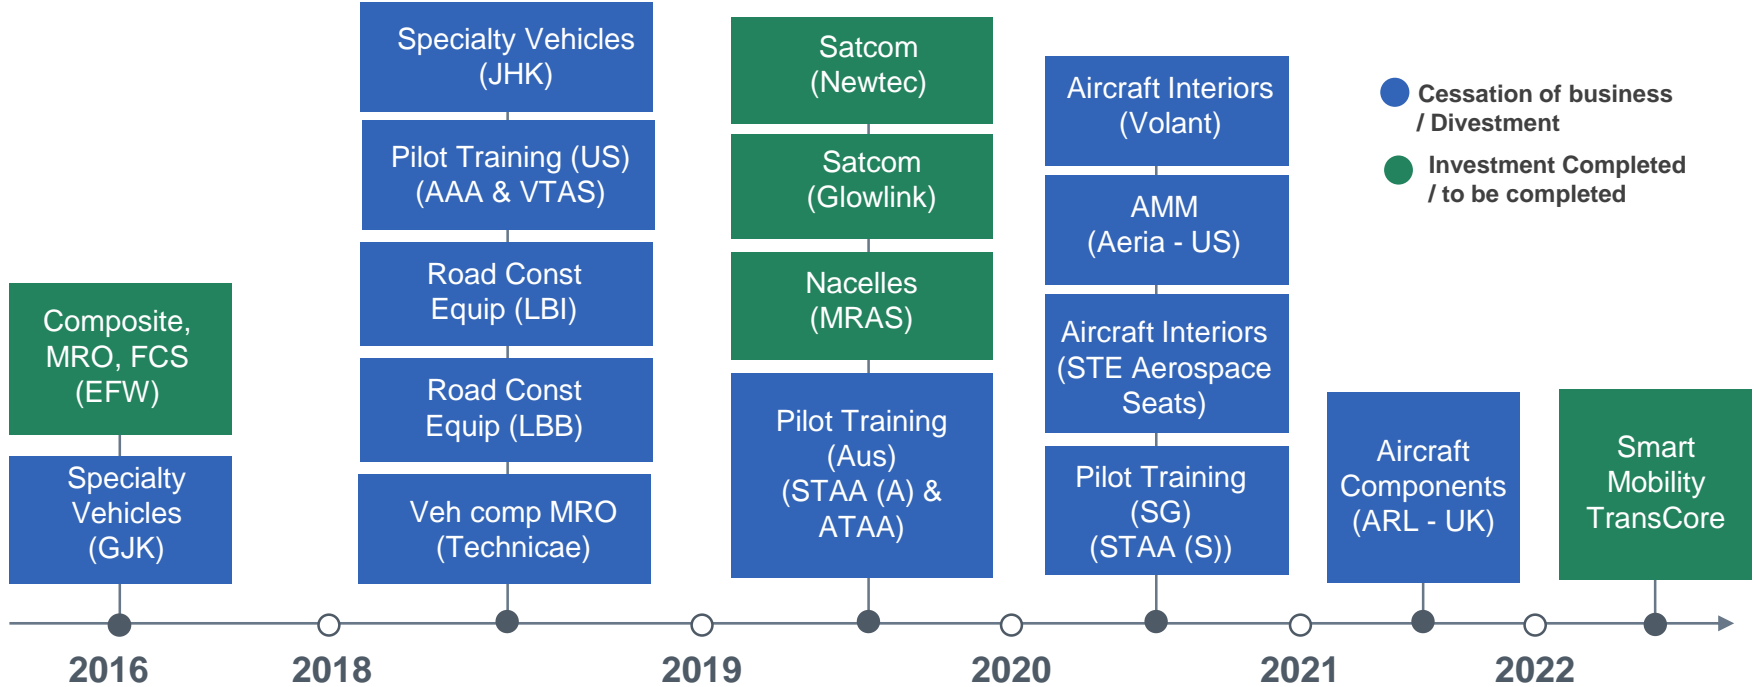 Composite,
MRO, FCS
(EFW)
Specialty
Vehicles
(GJK)
Specialty Vehicles
(JHK)
Pilot Training (US)
(AAA & VTAS)
Road Const
Equip (LBI)
Road Const
Equip (LBB)
Veh comp MRO
(Technicae)
Satcom
(Newtec)
Satcom
(Glowlink)
Nacelles
(MRAS)
Pilot Training
(Aus)
(STAA (A) &
ATAA)
Aircraft Interiors
(Volant)
AMM
(Aeria - US)
Aircraft Interiors
(STE Aerospace
Seats)
Pilot Training
(SG)
(STAA (S))
Aircraft
Components
(ARL - UK)
Smart
Mobility
TransCore
Cessation of business
/ Divestment
Investment Completed
/ to be completed
2016
2018
2019
2020
2021
2022